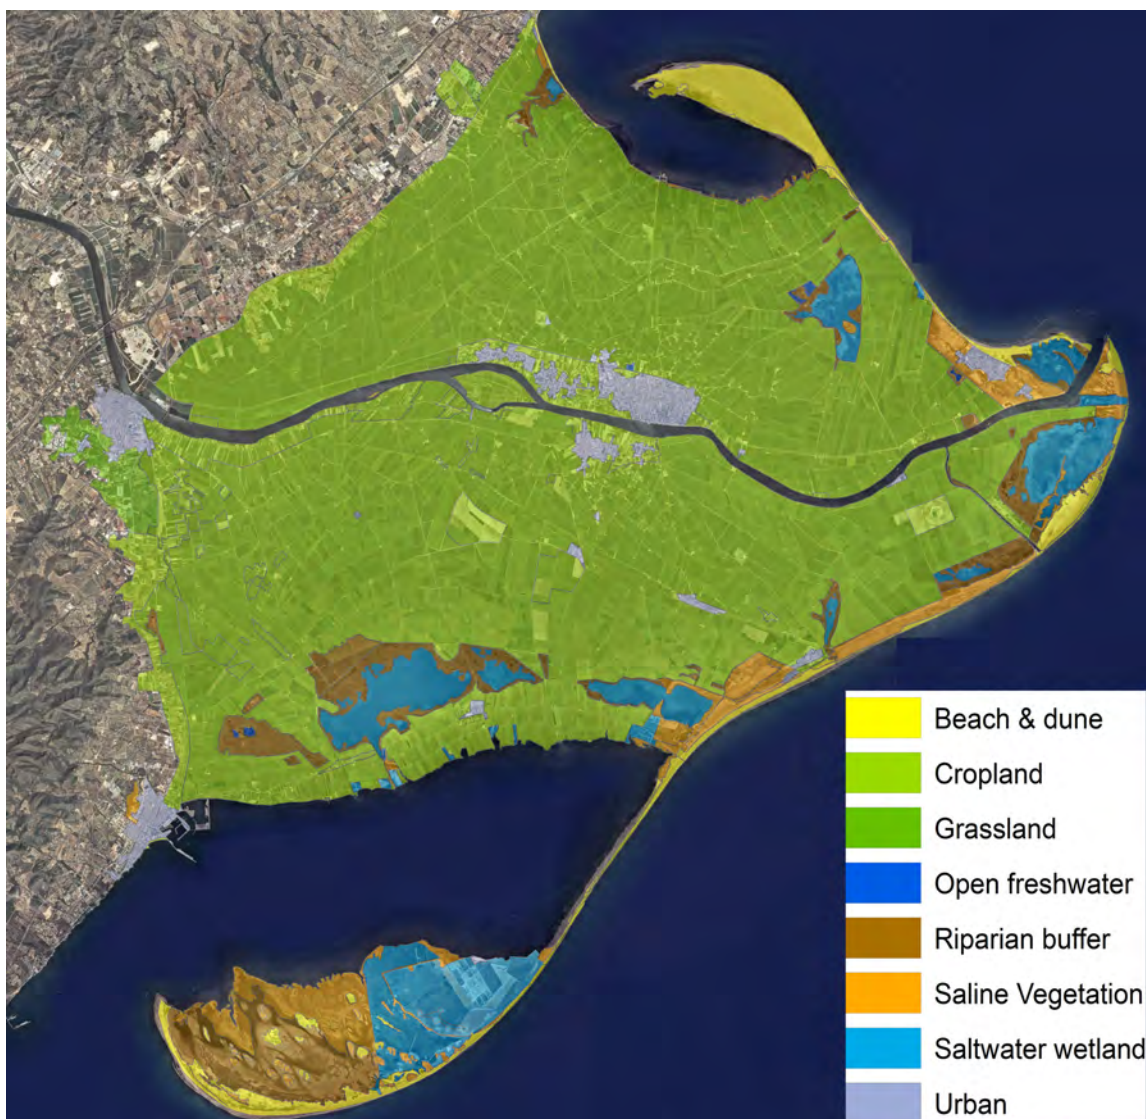 Beach & dune
Cropland
Grassland
Open freshwater
Riparian buffer
Saline Vegetation
Saltwater wetland
Urban